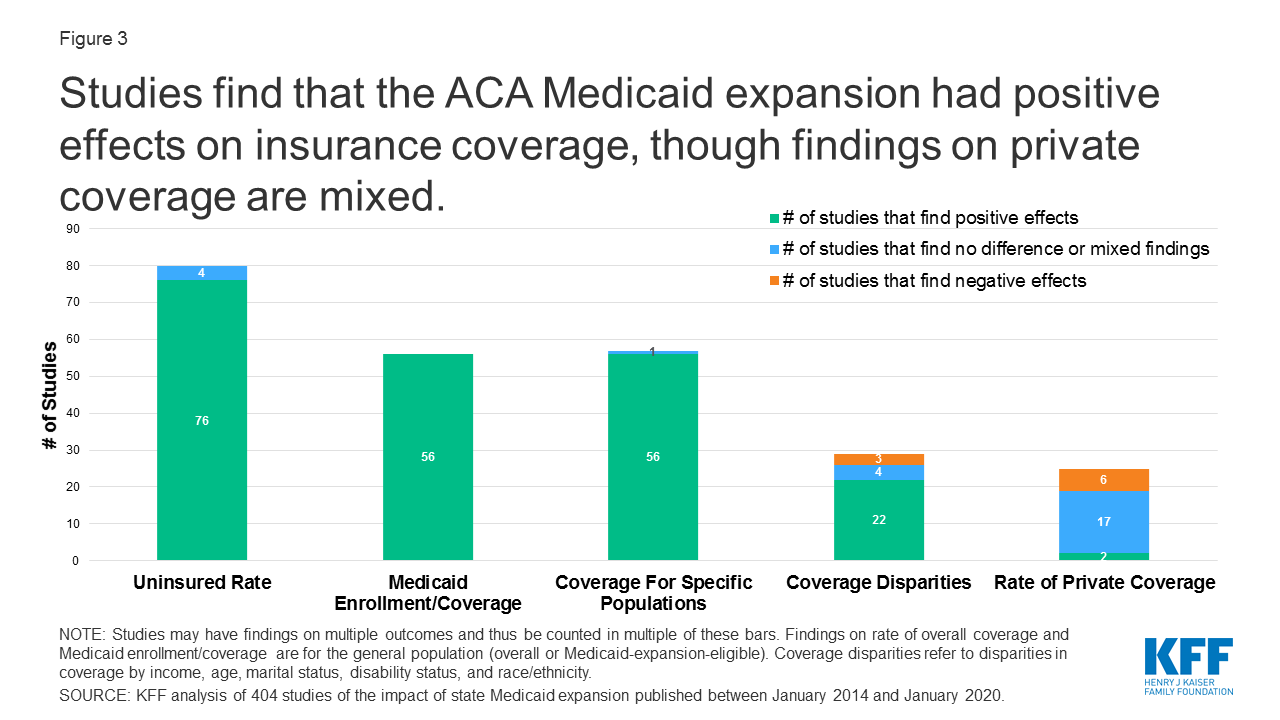 Figure 3
Studies find that the ACA Medicaid expansion had positive
effects on insurance coverage, though findings on private
coverage are mixed.
# of studies that find positive effects
# of studies that find no difference or mixed findings
# of studies that find negative effects
# of Studies
90
80
70
60
50
40
30
20
10
0
4
76
56
1
56
3
4
22
6
17
2
Uninsured Rate
Medicaid
Enrollment/Coverage
Coverage For Specific
Populations
Coverage Disparities
Rate of Private Coverage
NOTE: Studies may have findings on multiple outcomes and thus be counted in multiple of these bars. Findings on rate of overall coverage and
Medicaid enrollment/coverage are for the general population (overall or Medicaid-expansion-eligible). Coverage disparities refer to disparities in
coverage by income, age, marital status, disability status, and race/ethnicity.
SOURCE: KFF analysis of 404 studies of the impact of state Medicaid expansion published between January 2014 and January 2020.
KFF
HENRY J KAISER
FAMILY FOUNDATION